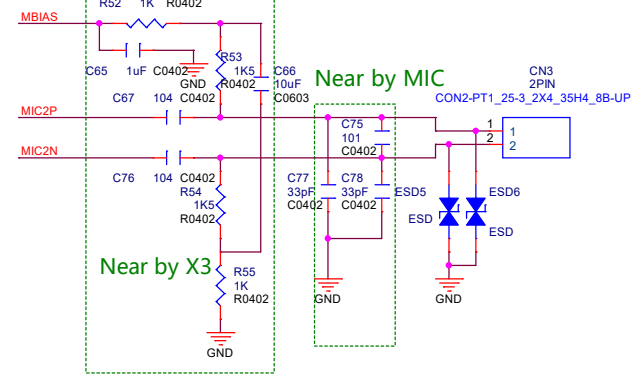 R52 1K R0402
MBIAS
R53
C65 1uF C0402 1K5 C66
GND R0402 10uF
C67 104 C0402 C0603
MIC2P
MIC2N
C76 104 C0402
R54
1K5
R0402
Near by X3
R55
1K
R0402
GND
Near by MIC
C75
101
C0402
C77 C78
33pF 33pF
C0402 C0402
GND
CN3
2PIN
CON2-PT1_25-3_2X4_35H4_8B-UP
1 1
2 2
ESD5 ESD6
ESD
ESD
GND